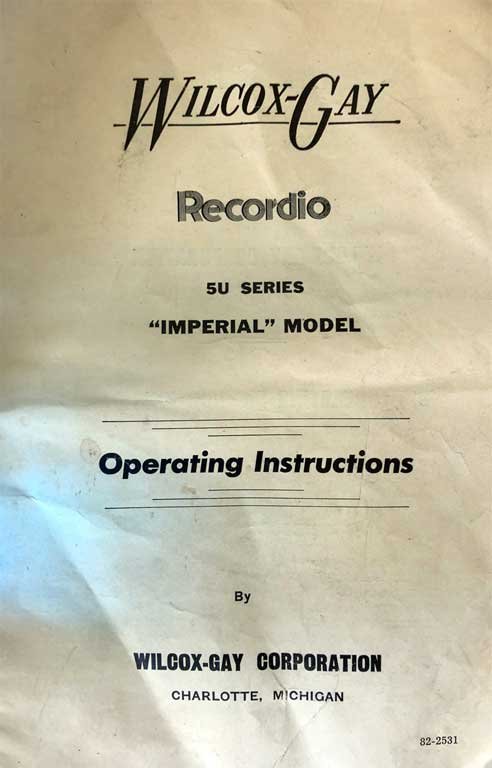 WILCOX-GAY
Recordio
5U SERIES
"IMPERIAL" MODEL
Operating Instructions
By
WILCOX-GAY CORPORATION
CHARLOTTE, MICHIGAN
82-2531